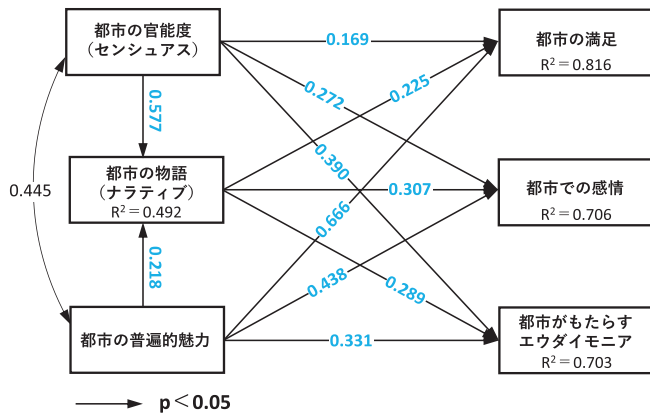 都市の官能度
（センシュアス）
0.169
都市の満足
R²＝0.816
0.272
0.225
0.577
0.445
都市の物語
（ナラティブ）
R²＝0.492
0.390
0.307
都市での感情
R²＝0.706
0.666
0.218
0.438
0.289
都市の普遍的魅力
0.331
都市がもたらす
エウダイモニア
R²＝0.703
p＜0.05